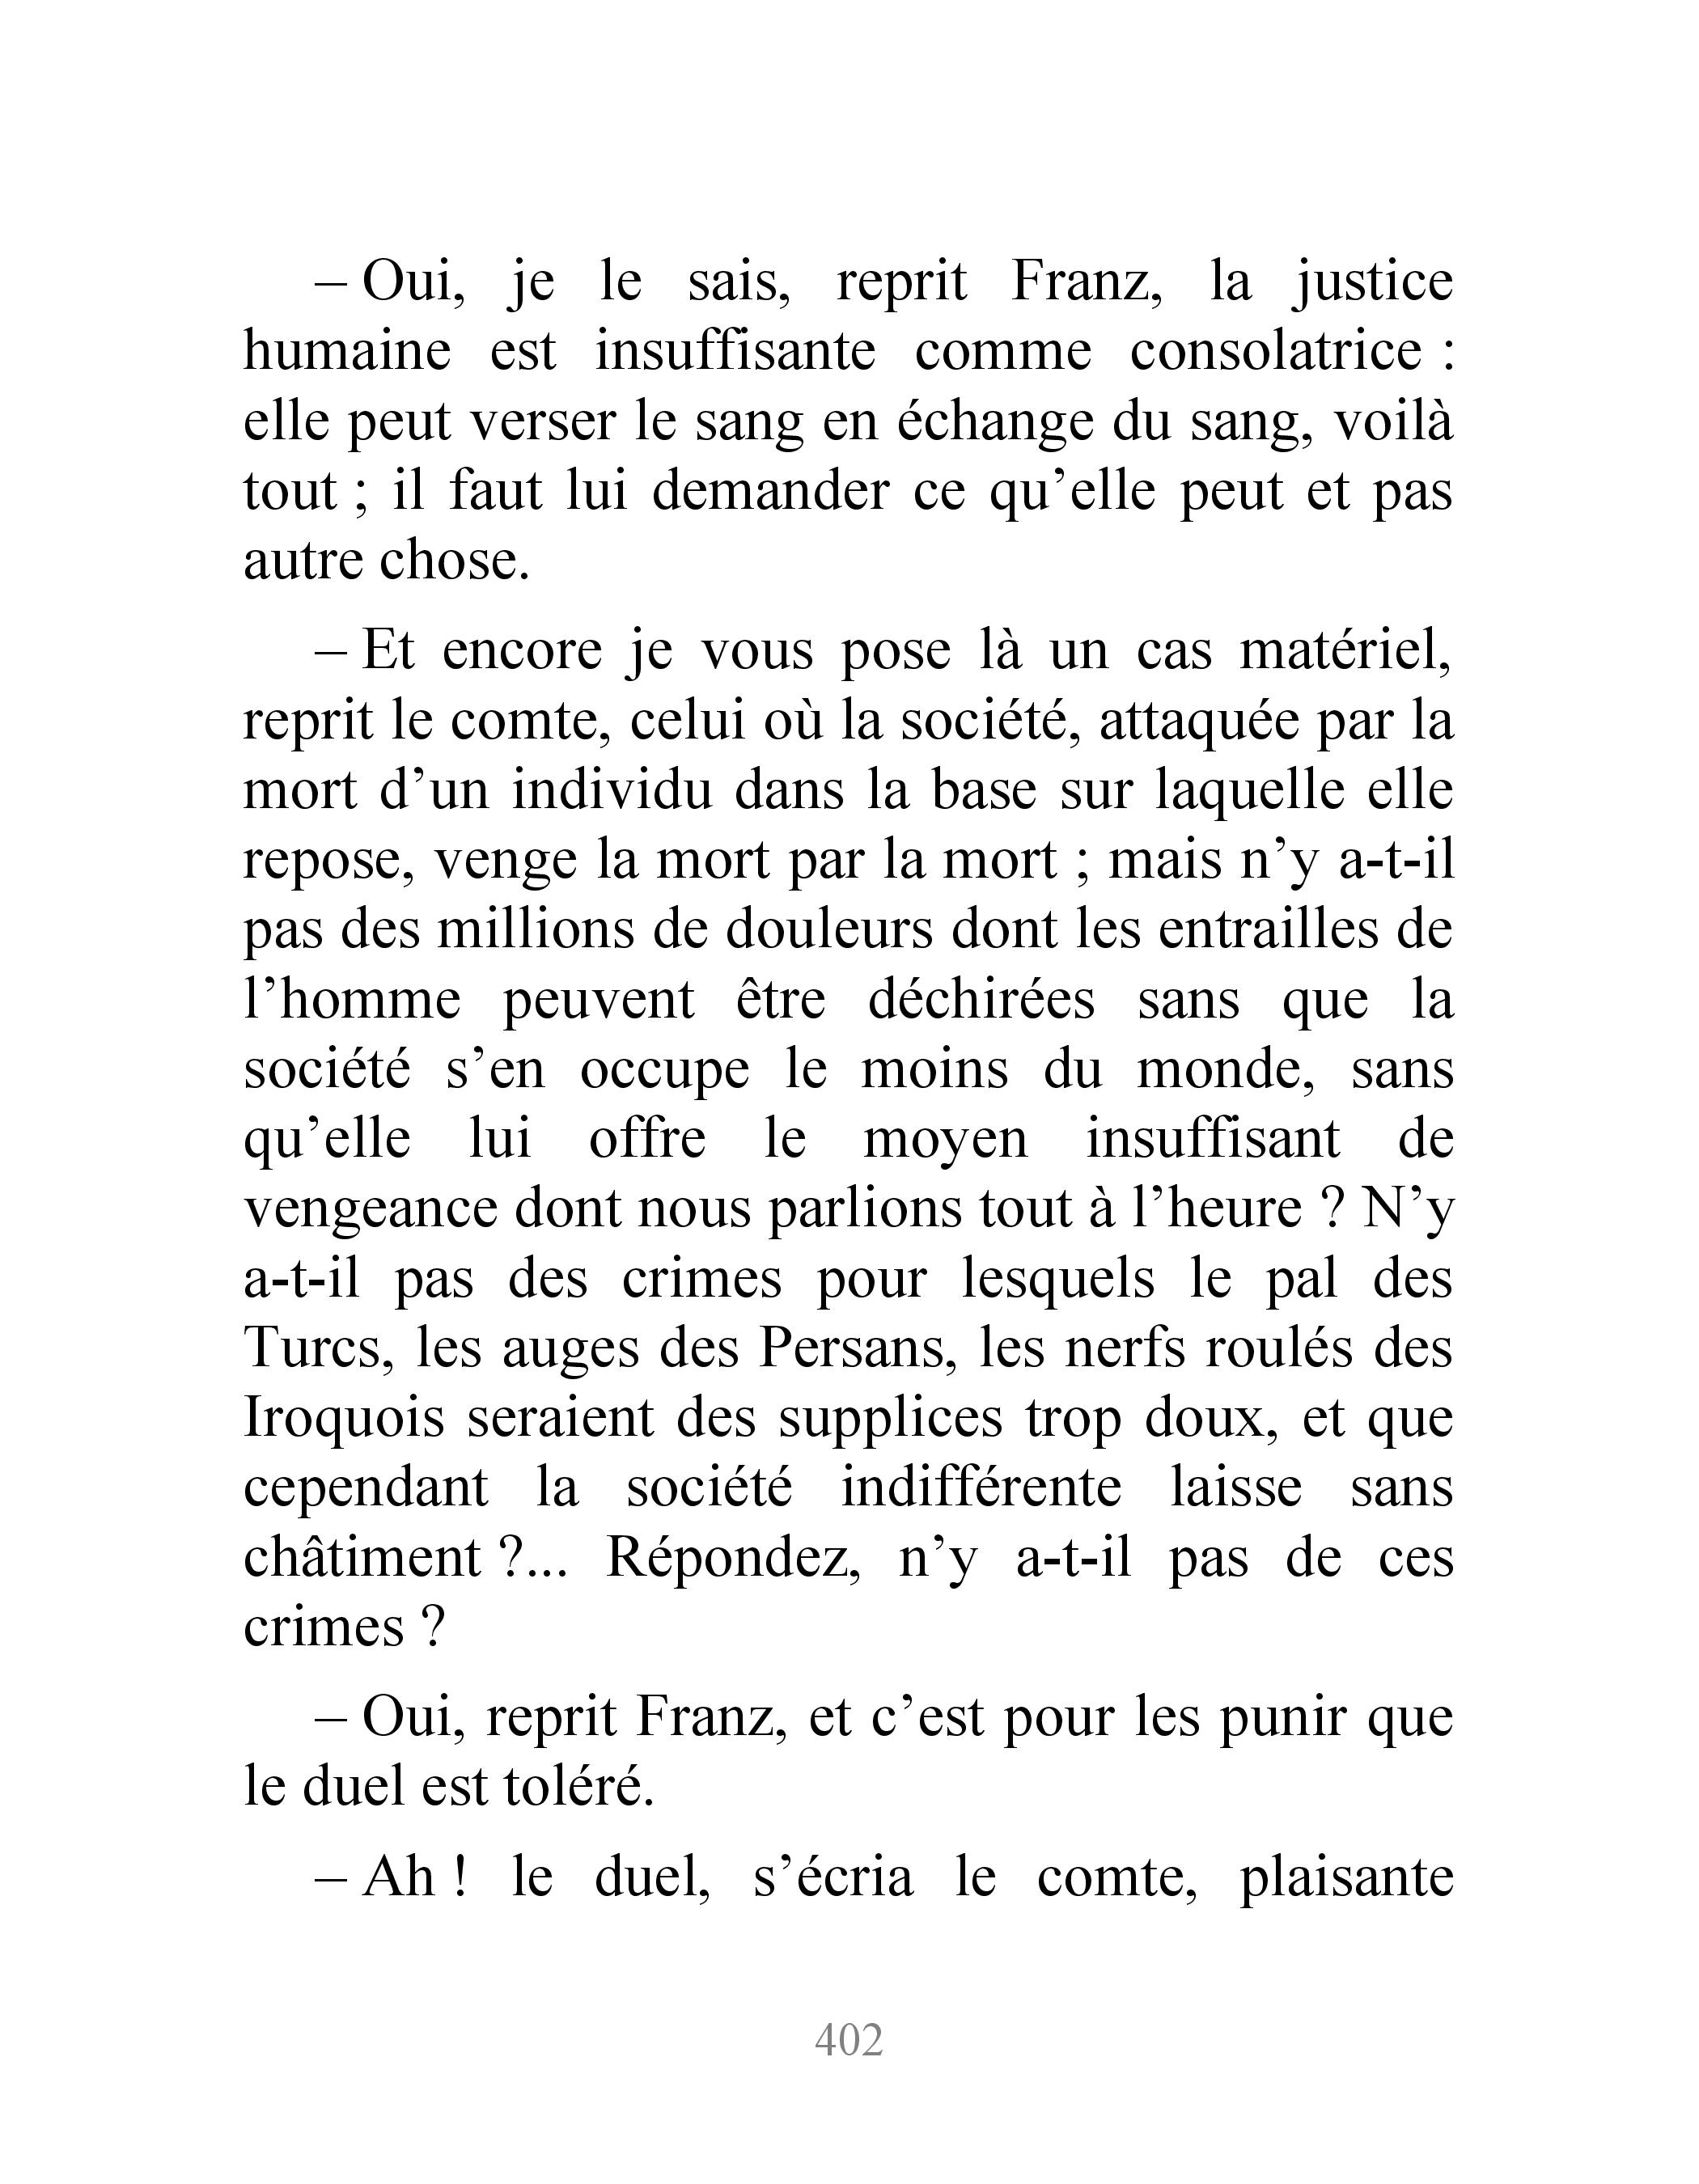 – Oui, je le sais, reprit Franz, la justice
humaine est insuffisante comme consolatrice :
elle peut verser le sang en échange du sang, voilà
tout ; il faut lui demander ce qu’elle peut et pas
autre chose.
– Et encore je vous pose là un cas matériel,
reprit le comte, celui où la société, attaquée par la
mort d’un individu dans la base sur laquelle elle
repose, venge la mort par la mort ; mais n’y a-t-il
pas des millions de douleurs dont les entrailles de
l’homme peuvent être déchirées sans que la
société s’en occupe le moins du monde, sans
qu’elle lui offre le moyen insuffisant de
vengeance dont nous parlions tout à l’heure ? N’y
a-t-il pas des crimes pour lesquels le pal des
Turcs, les auges des Persans, les nerfs roulés des
Iroquois seraient des supplices trop doux, et que
cependant la société indifférente laisse sans
châtiment ?... Répondez, n’y a-t-il pas de ces
crimes ?
– Oui, reprit Franz, et c’est pour les punir que
le duel est toléré.
– Ah ! le duel, s’écria le comte, plaisante
402